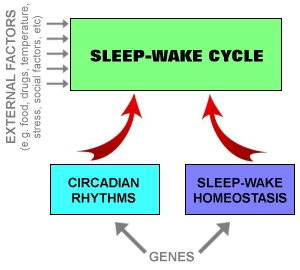 EXTERNAL FACTORS
(e.g. food, drugs, temperature,
stress, social factors, etc)
SLEEP-WAKE CYCLE
CIRCADIAN
RHYTHMS
SLEEP-WAKE
HOMEOSTASIS
GENES